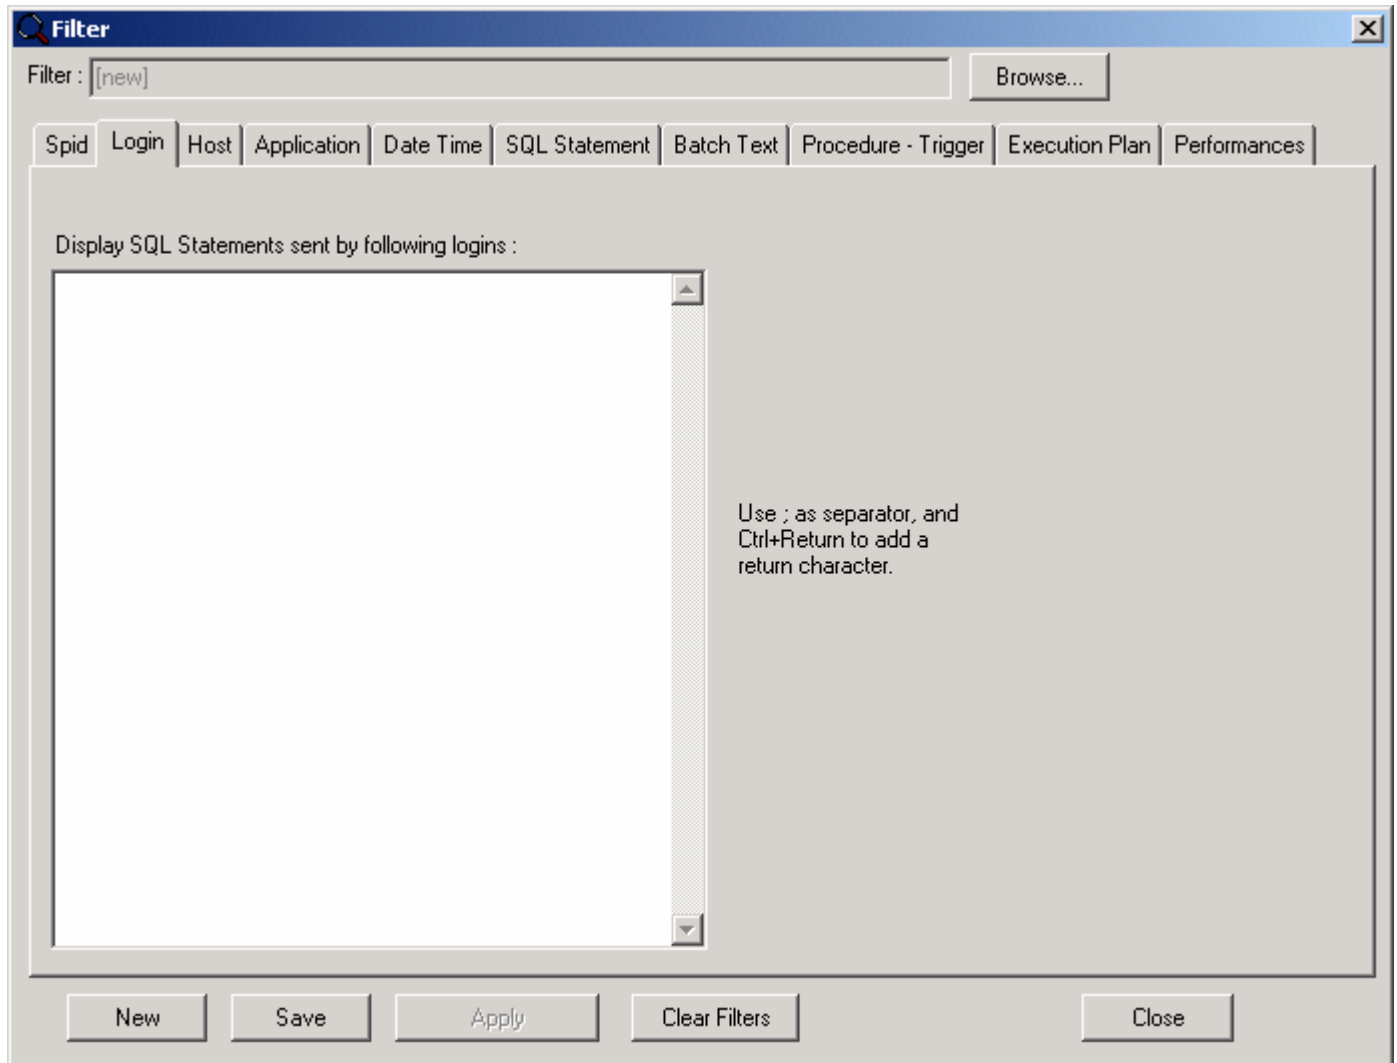 Filter
Filter : [new] Browse...
Spid Login Host Application Date Time SQL Statement Batch Text Procedure - Trigger Execution Plan Performances
Display SQL Statements sent by following logins :
Use ; as separator, and
Ctrl+Return to add a
return character.
New Save Apply Clear Filters Close